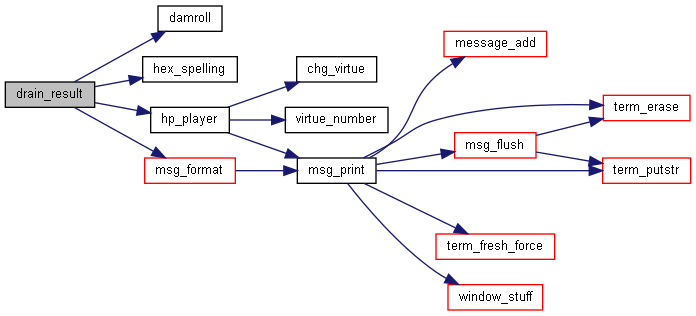 drain_result
damroll
hex_spelling
hp_player
msg_format
chg_virtue
virtue_number
msg_print
message_add
msg_flush
term_fresh_force
window_stuff
term_erase
term_putstr